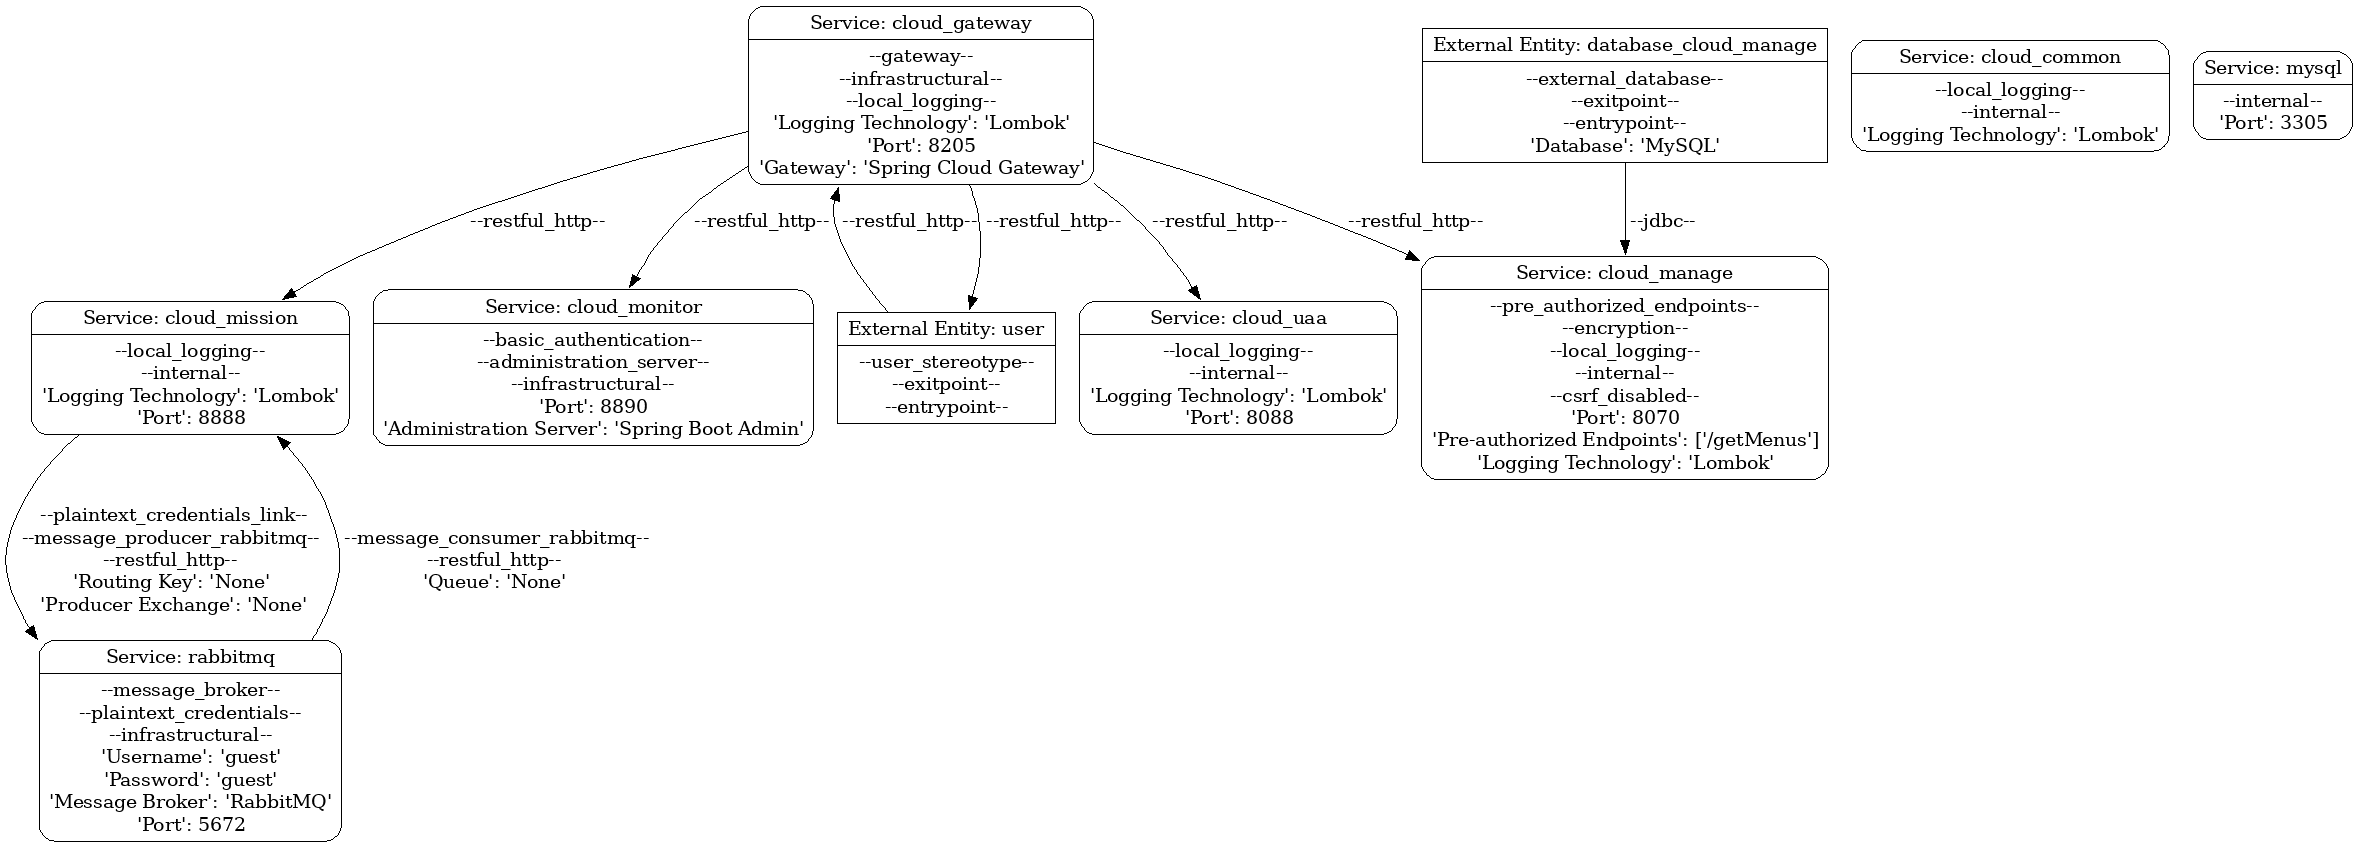 Service: cloud_gateway
--gateway--
--infrastructural--
--local_logging--
'Logging Technology': 'Lombok'
'Port': 8205
'Gateway': 'Spring Cloud Gateway'
External Entity: database_cloud_manage
--external_database--
--exitpoint--
--entrypoint--
'Database': 'MySQL'
Service: cloud_common
--local_logging--
--internal--
'Logging Technology': 'Lombok'
Service: mysql
--internal--
'Port': 3305
--restful_http--
--restful_http--
--restful_http--
--restful_http--
--restful_http--
--restful_http--
--jdbc--
Service: cloud_mission
--local_logging--
--internal--
'Logging Technology': 'Lombok'
'Port': 8888
Service: cloud_monitor
--basic_authentication--
--administration_server--
--infrastructural--
'Port': 8890
'Administration Server': 'Spring Boot Admin'
External Entity: user
--user_stereotype--
--exitpoint--
--entrypoint--
Service: cloud_uaa
--local_logging--
--internal--
'Logging Technology': 'Lombok'
'Port': 8088
Service: cloud_manage
--pre_authorized_endpoints--
--encryption--
--local_logging--
--internal--
--csrf_disabled--
'Port': 8070
'Pre-authorized Endpoints': ['/getMenus']
'Logging Technology': 'Lombok'
--plaintext_credentials_link--
--message_producer_rabbitmq--
--restful_http--
'Routing Key': 'None'
'Producer Exchange': 'None'
--message_consumer_rabbitmq--
--restful_http--
'Queue': 'None'
Service: rabbitmq
--message_broker--
--plaintext_credentials--
--infrastructural--
'Username': 'guest'
'Password': 'guest'
'Message Broker': 'RabbitMQ'
'Port': 5672